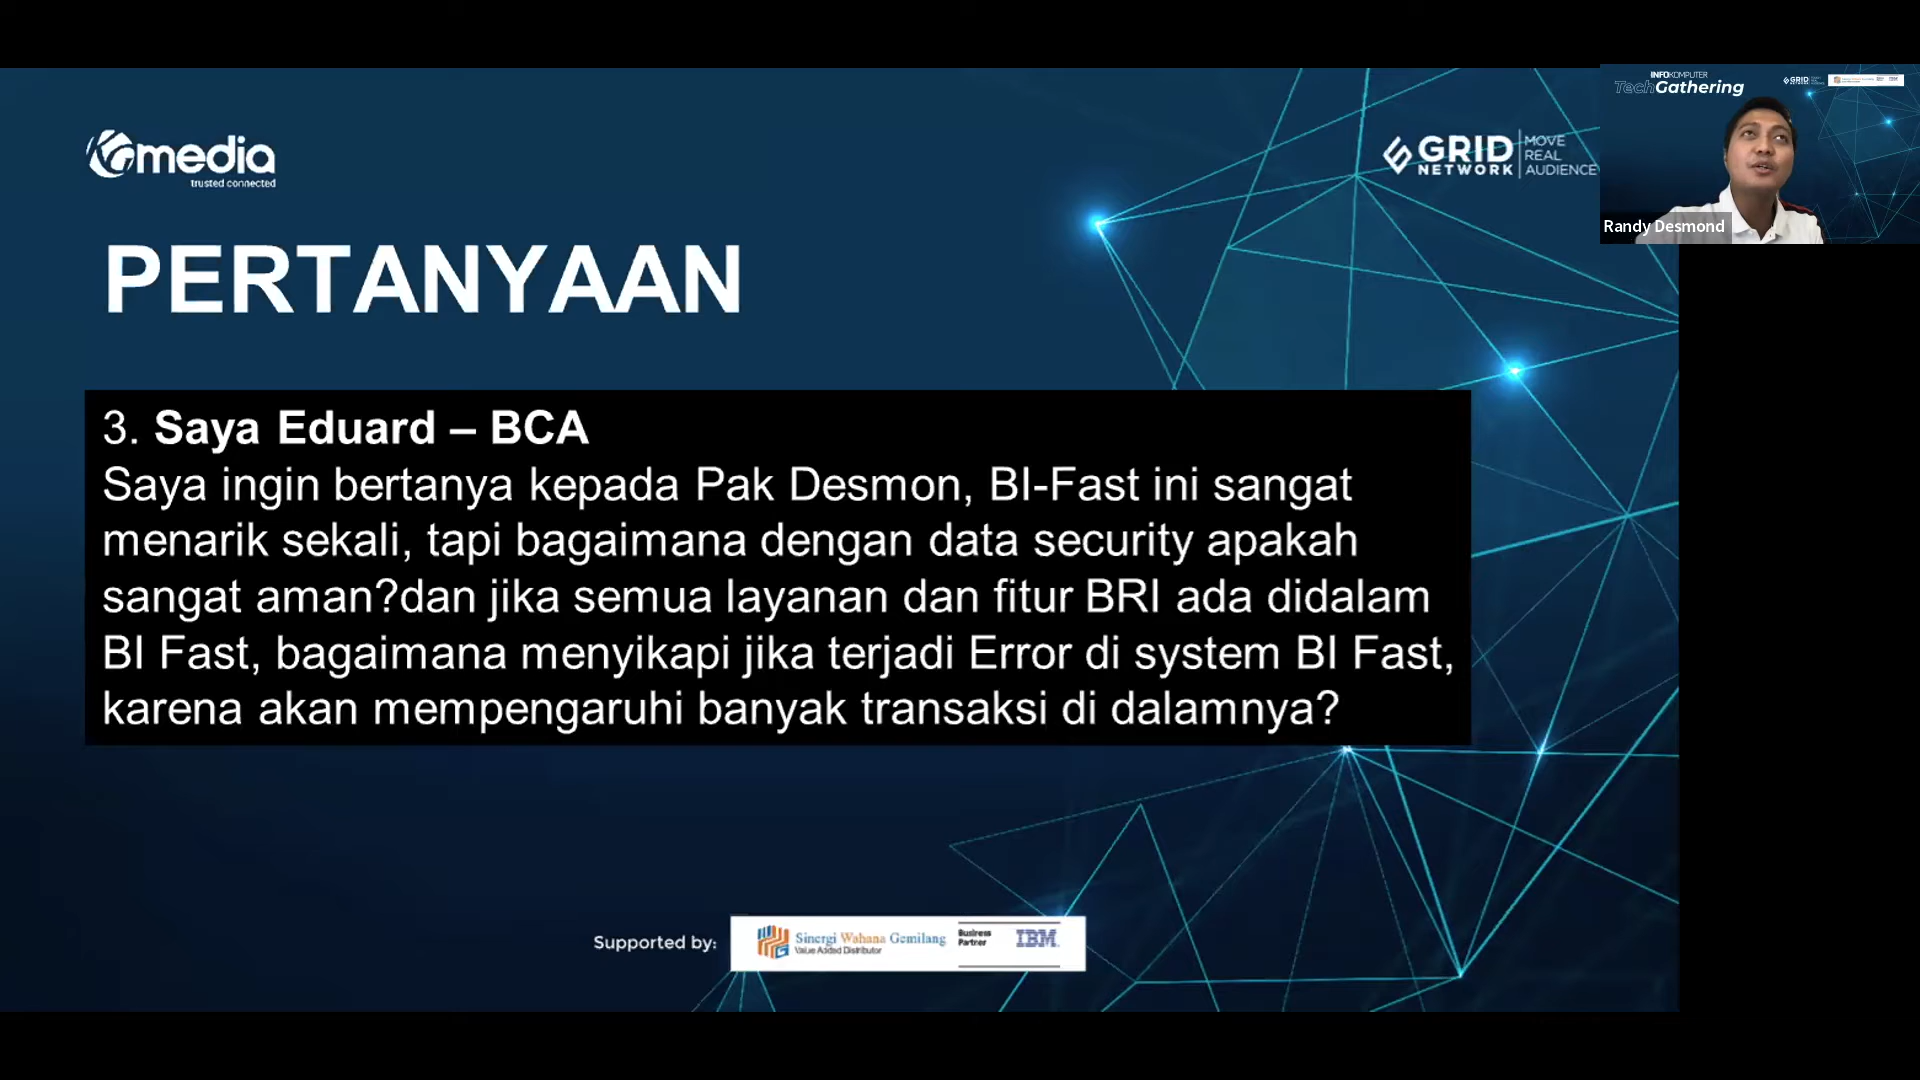 INFOKOMPUTER
TechGathering
GRID
KGmedia
trusted connected
GRID
NETWORK
MOVE
REAL
AUDIENCE
Randy Desmond
PERTANYAAN
3. Saya Eduard – BCA
Saya ingin bertanya kepada Pak Desmon, BI-Fast ini sangat
menarik sekali, tapi bagaimana dengan data security apakah
sangat aman?dan jika semua layanan dan fitur BRI ada didalam
BI Fast, bagaimana menyikapi jika terjadi Error di system BI Fast,
karena akan mempengaruhi banyak transaksi di dalamnya?
Supported by:
Sinergi Wahana Gemilang
Value Added Distributor
Business
Partner
IBM